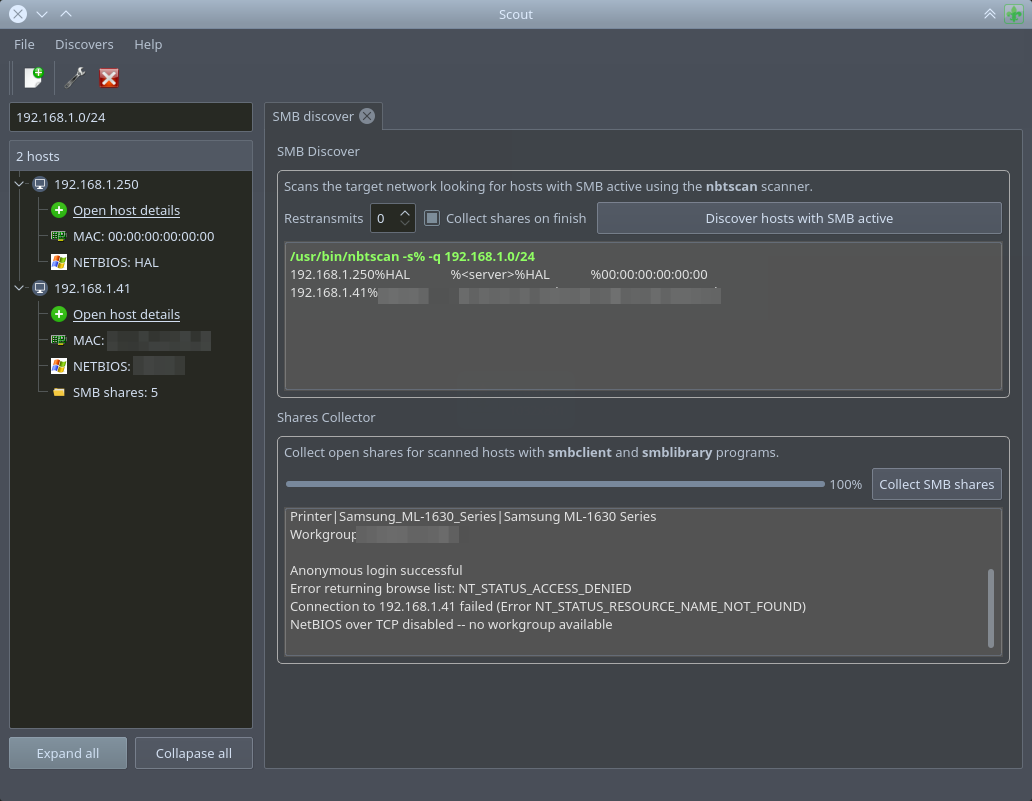 Scout
File Discovers Help
192.168.1.0/24
2 hosts
192.168.1.250
Open host details
MAC: 00:00:00:00:00:00
NETBIOS: HAL
192.168.1.41
Open host details
MAC:
NETBIOS:
SMB shares: 5
Expand all
Collapase all
SMB discover
SMB Discover
Scans the target network looking for hosts with SMB active using the nbtscan scanner.
Restransmits 0 Collect shares on finish Discover hosts with SMB active
/usr/bin/nbtscan -s% -q 192.168.1.0/24
192.168.1.250%HAL %<server>%HAL %00:00:00:00:00:00
192.168.1.41%
Shares Collector
Collect open shares for scanned hosts with smbclient and smblibrary programs.
100% Collect SMB shares
Printer|Samsung_ML-1630_Series|Samsung ML-1630 Series
Workgroup
Anonymous login successful
Error returning browse list: NT_STATUS_ACCESS_DENIED
Connection to 192.168.1.41 failed (Error NT_STATUS_RESOURCE_NAME_NOT_FOUND)
NetBIOS over TCP disabled -- no workgroup available